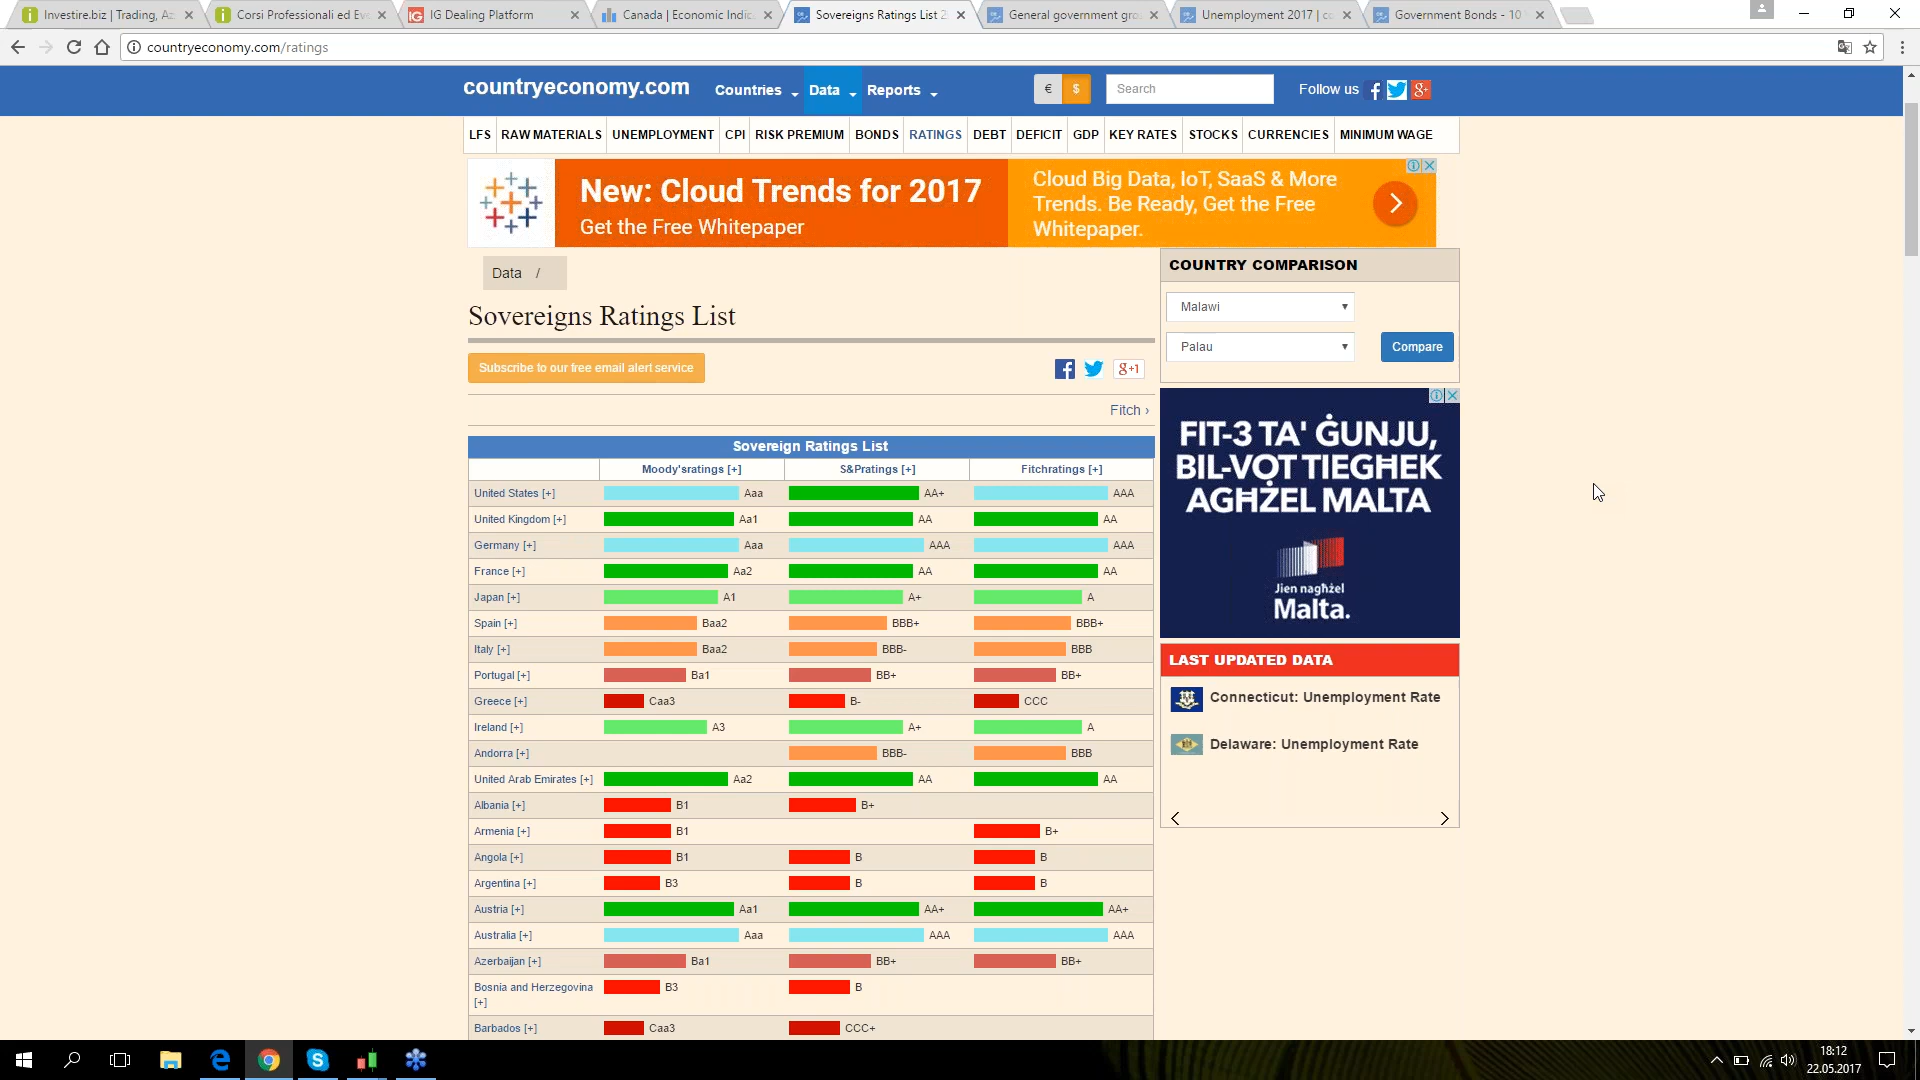 Investire.biz | Trading, Az
Corsi Professionali ed Eve
IG Dealing Platform
Canada | Economic Indic
Sovereigns Ratings List 2
General government gro
Unemployment 2017 | co
Government Bonds - 10
countryeconomy.com/ratings
countryeconomy.com
Countries
Data
Reports
€
$
Search
Follow us
LFS
RAW MATERIALS
UNEMPLOYMENT
CPI
RISK PREMIUM
BONDS
RATINGS
DEBT
DEFICIT
GDP
KEY RATES
STOCKS
CURRENCIES
MINIMUM WAGE
New: Cloud Trends for 2017
Get the Free Whitepaper
Cloud Big Data, IoT, SaaS & More
Trends. Be Ready, Get the Free
Whitepaper.
Data /
Sovereigns Ratings List
Subscribe to our free email alert service
g+1
Fitch ›
Sovereign Ratings List
Moody'sratings [+] S&Pratings [+] Fitchratings [+]
United States [+] Aaa AA+ AAA
United Kingdom [+] Aa1 AA AA
Germany [+] Aaa AAA AAA
France [+] Aa2 AA AA
Japan [+] A1 A+ A
Spain [+] Baa2 BBB+ BBB+
Italy [+] Baa2 BBB- BBB
Portugal [+] Ba1 BB+ BB+
Greece [+] Caa3 B- CCC
Ireland [+] A3 A+ A
Andorra [+] BBB- BBB
United Arab Emirates [+] Aa2 AA AA
Albania [+] B1 B+
Armenia [+] B1 B+
Angola [+] B1 B B
Argentina [+] B3 B B
Austria [+] Aa1 AA+ AA+
Australia [+] Aaa AAA AAA
Azerbaijan [+] Ba1 BB+ BB+
Bosnia and Herzegovina
[+] B3 B
Barbados [+] Caa3 CCC+
COUNTRY COMPARISON
Malawi
Palau
Compare
FIT-3 TA' ĠUNJU,
BIL-VOT TIEGĦEK
AGĦŻEL MALTA
Jien nagħżel
Malta.
LAST UPDATED DATA
Connecticut: Unemployment Rate
Delaware: Unemployment Rate
18:12
22.05.2017